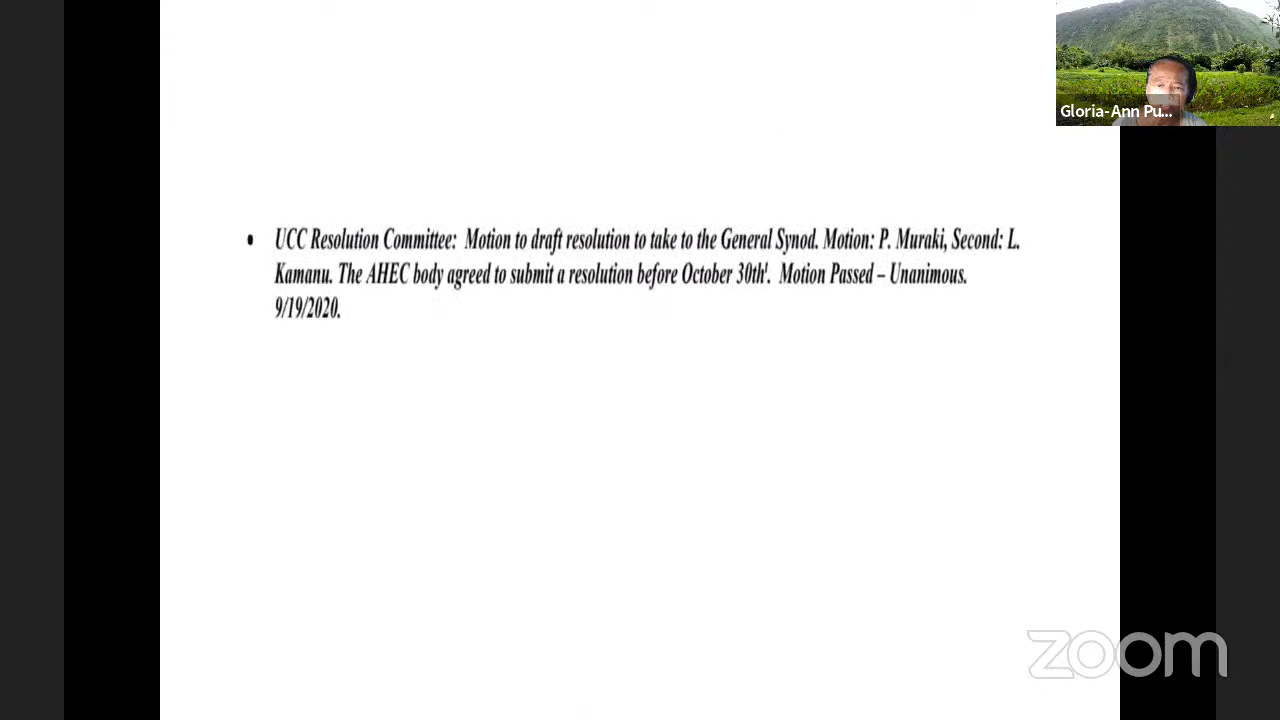 Gloria-Ann Pu...
• UCC Resolution Committee: Motion to draft resolution to take to the General Synod. Motion: P. Muraki, Second: L.
Kamanu. The AHEC body agreed to submit a resolution before October 30th¹. Motion Passed – Unanimous.
9/19/2020.
zoom